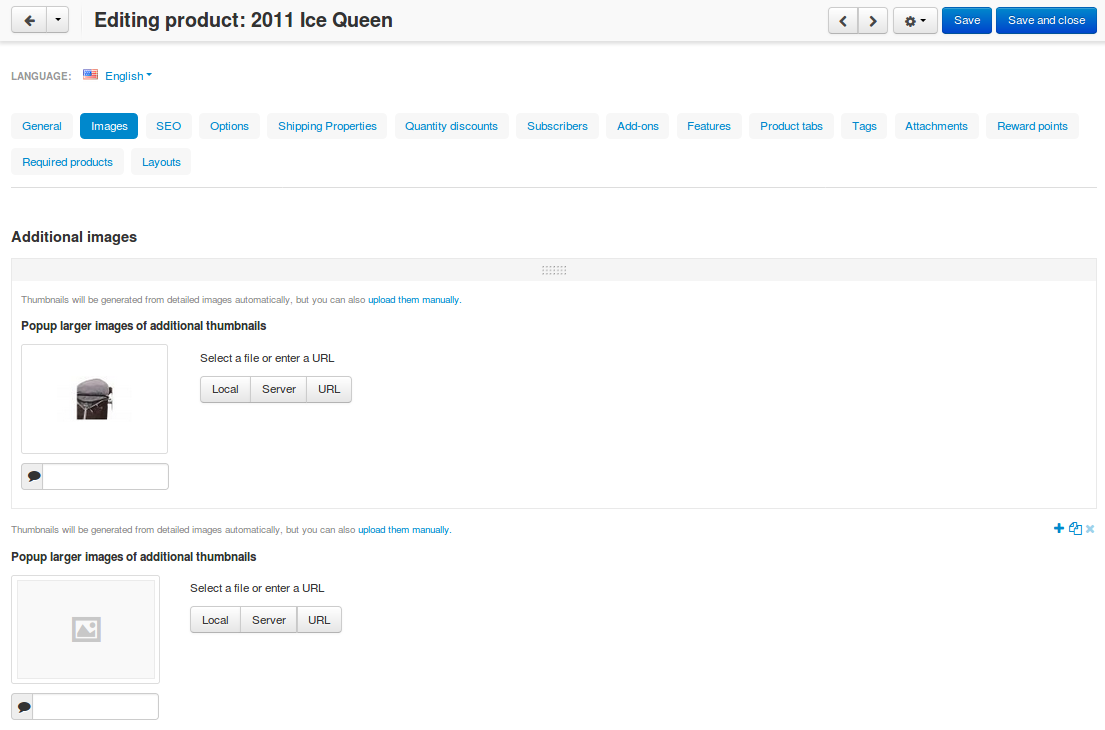 Editing product: 2011 Ice Queen
Save
Save and close
LANGUAGE: English
General Images SEO Options Shipping Properties Quantity discounts Subscribers Add-ons Features Product tabs Tags Attachments Reward points
Required products Layouts
Additional images
Thumbnails will be generated from detailed images automatically, but you can also upload them manually.
Popup larger images of additional thumbnails
Select a file or enter a URL
Local Server URL
Thumbnails will be generated from detailed images automatically, but you can also upload them manually.
Popup larger images of additional thumbnails
Select a file or enter a URL
Local Server URL